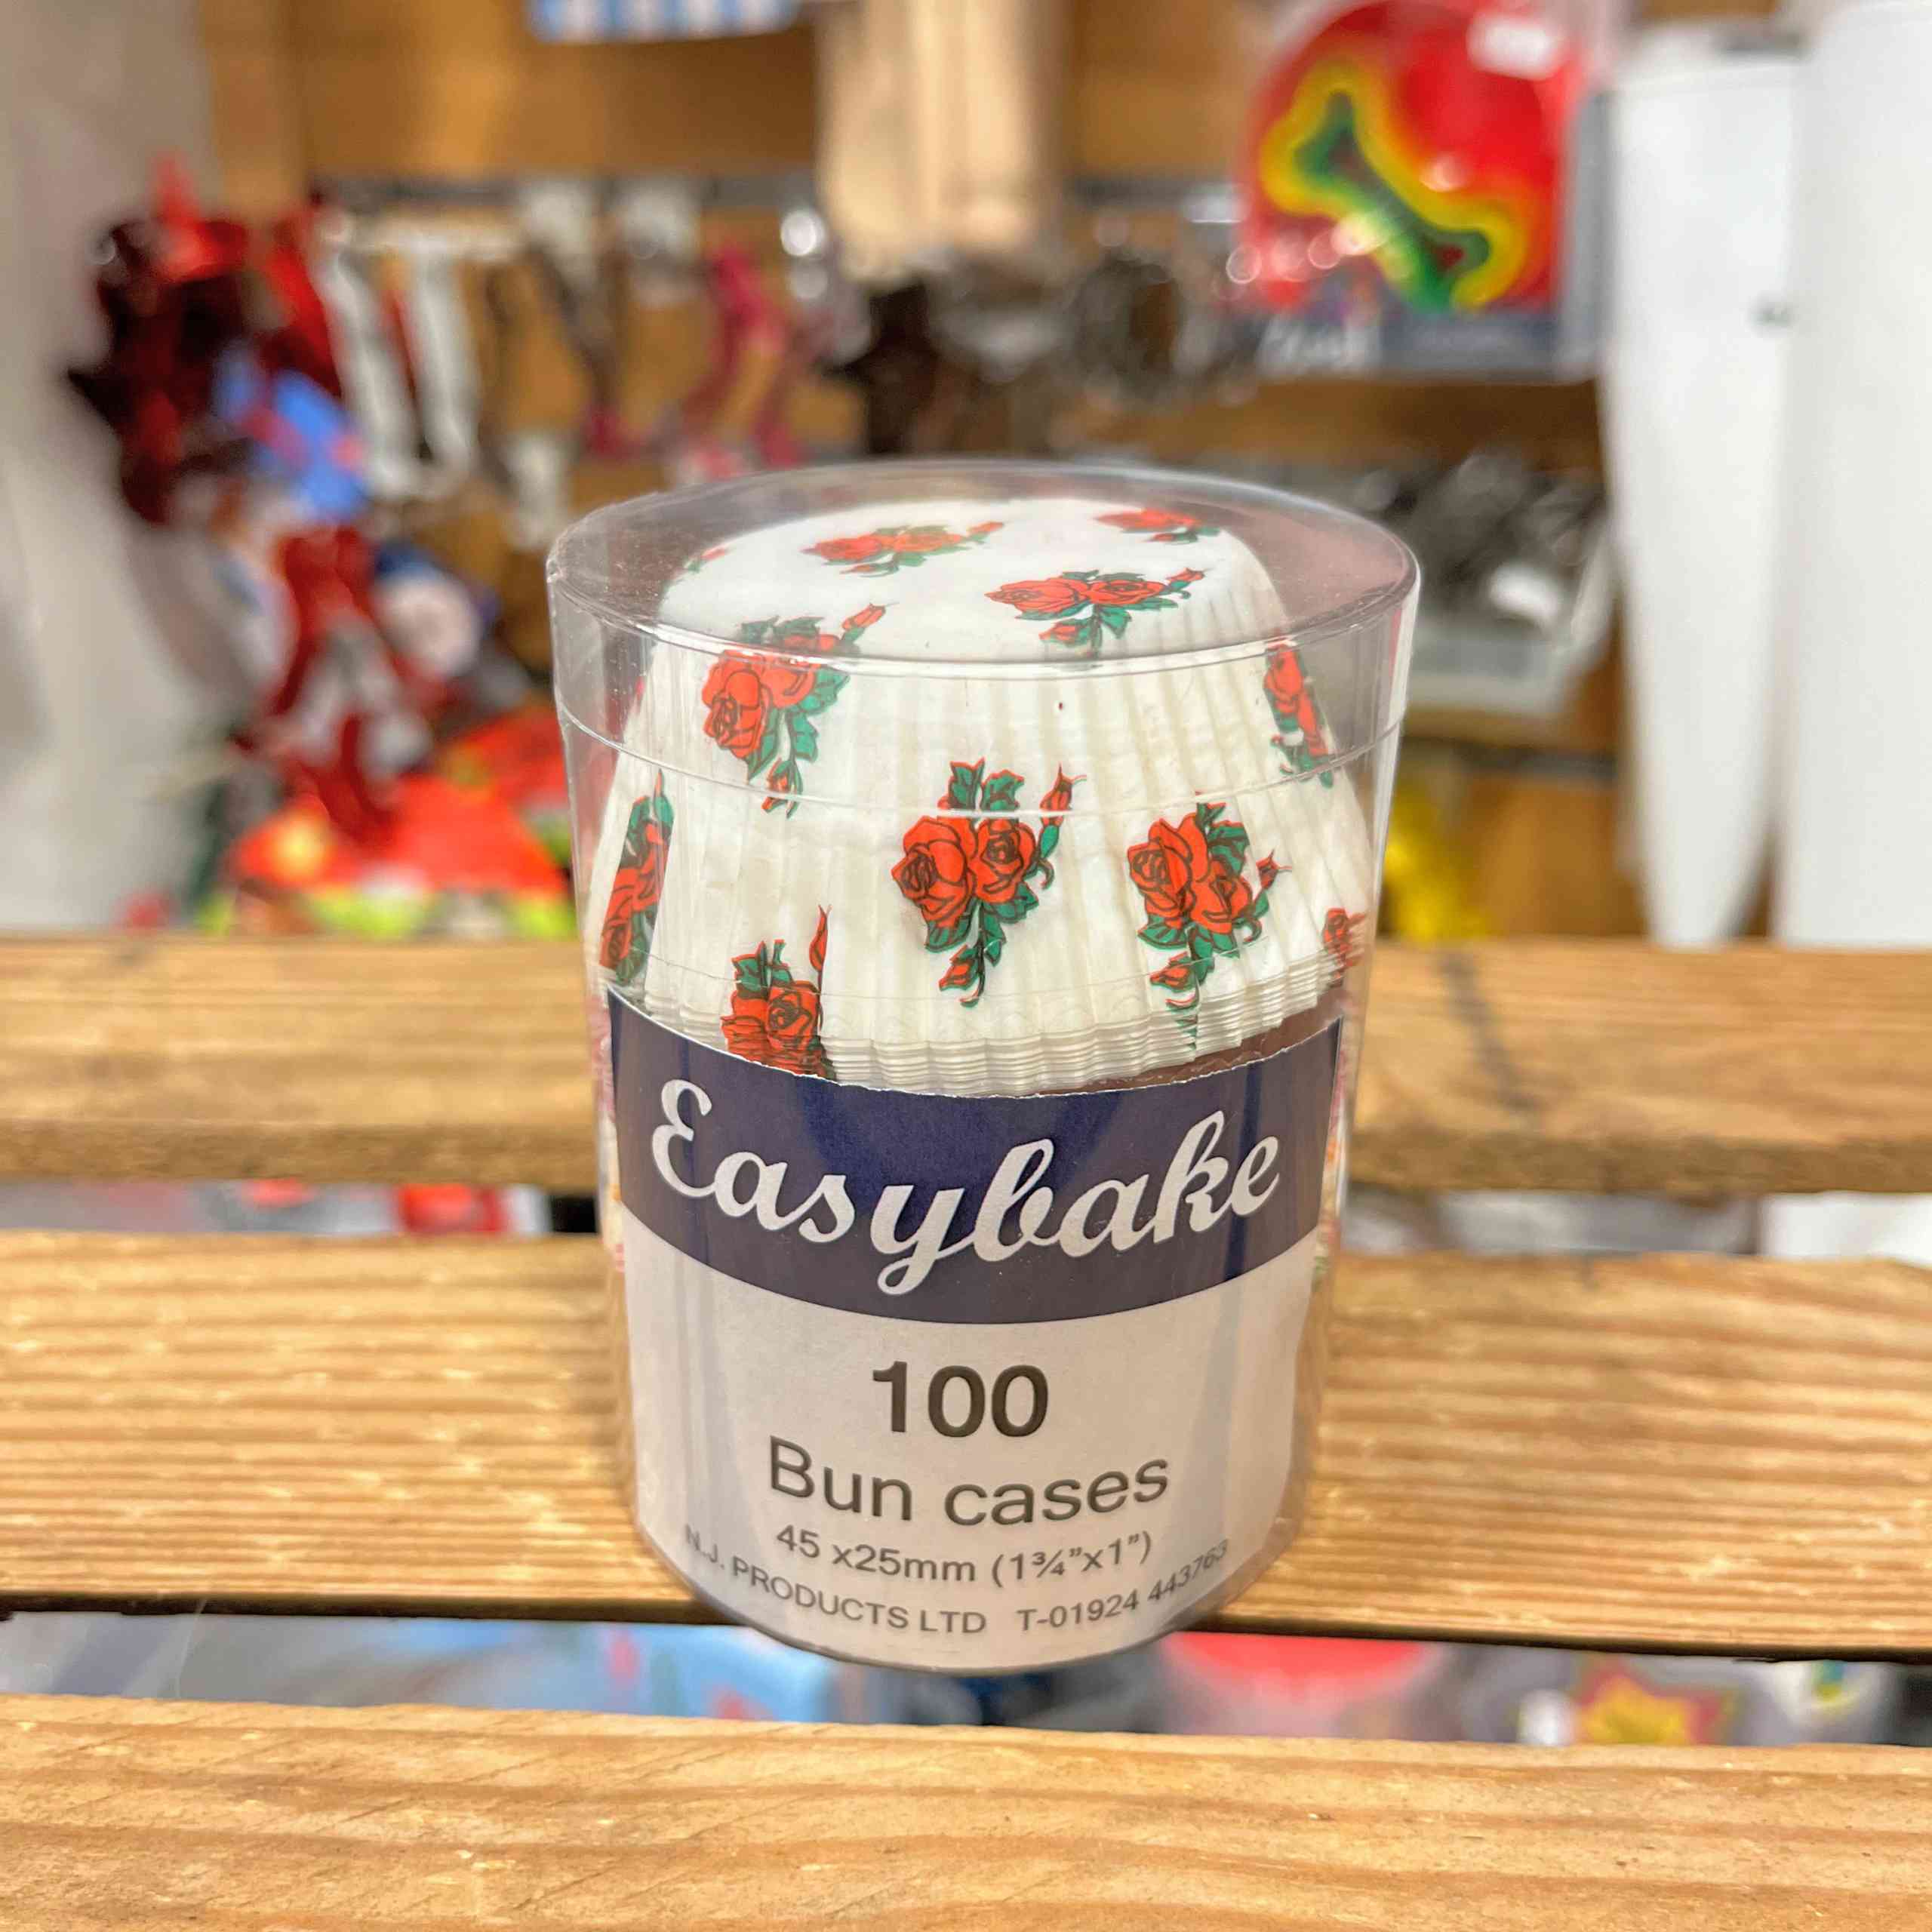 Easybake
100
Bun cases
45 x25mm (1¾"x1")
N.J. PRODUCTS LTD T-01924 443763